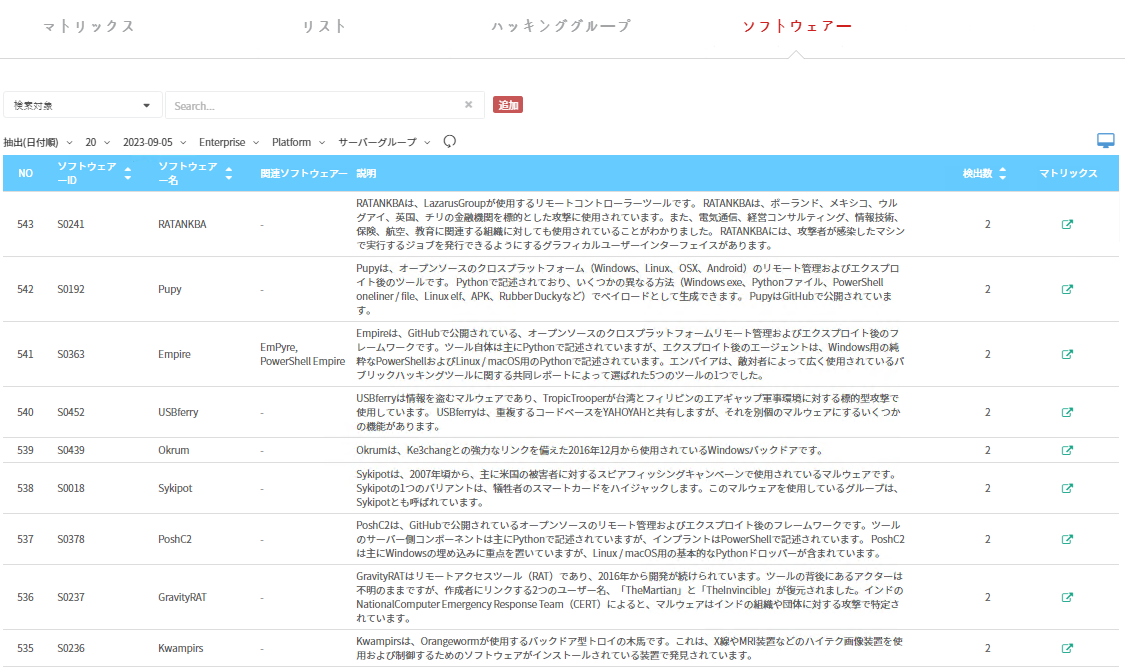 マトリックス リスト ハッキンググループ ソフトウェアー
検索対象 Search... × 追加
抽出(日付順) 20 2023-09-05 Enterprise Platform サーバーグループ
NO ソフトウェア
ーID ソフトウェア
ー名 関連ソフトウェアー 説明 検出数 マトリックス
543 S0241 RATANKBA - RATANKBAは、LazarusGroupが使用するリモートコントローラーツールです。 RATANKBAは、ポーランド、メキシコ、ウル
グアイ、英国、チリの金融機関を標的とした攻撃に使用されています。また、電気通信、経営コンサルティング、情報技術、
保険、航空、教育に関連する組織に対しても使用されていることがわかりました。 RATANKBAには、攻撃者が感染したマシン
で実行するジョブを発行できるようにするグラフィカルユーザーインターフェイスがあります。 2
542 S0192 Pupy - Pupyは、オープンソースのクロスプラットフォーム（Windows、Linux、OSX、Android）のリモート管理およびエクスプロ
イト後のツールです。 Pythonで記述されており、いくつかの異なる方法（Windows exe、Pythonファイル、PowerShell
oneliner / file、Linux elf、APK、Rubber Duckyなど）でペイロードとして生成できます。 PupyはGitHubで公開されていま
す。 2
541 S0363 Empire EmPyre,
PowerShell Empire Empireは、GitHubで公開されている、オープンソースのクロスプラットフォームリモート管理およびエクスプロイト後のフ
レームワークです。ツール自体は主にPythonで記述されていますが、エクスプロイト後のエージェントは、Windows用の純
粋なPowerShellおよびLinux / macOS用のPythonで記述されています。エンパイアは、敵対者によって広く使用されているパ
ブリックハッキングツールに関する共同レポートによって選ばれた5つのツールの1つでした。 2
540 S0452 USBferry - USBferryは情報を盗むマルウェアであり、TropicTrooperが台湾とフィリピンのエアギャップ軍事環境に対する標的型攻撃で
使用しています。 USBferryは、重複するコードベースをYAHOYAHと共有しますが、それを別個のマルウェアにするいくつか
の機能があります。 2
539 S0439 Okrum - Okrumは、Ke3changとの強力なリンクを備えた2016年12月から使用されているWindowsバックドアです。 2
538 S0018 Sykipot - Sykipotは、2007年頃から、主に米国の被害者に対するスピアフィッシングキャンペーンで使用されているマルウェアです。
Sykipotの1つのバリアントは、犠牲者のスマートカードをハイジャックします。このマルウェアを使用しているグループは、
Sykipotとも呼ばれています。 2
537 S0378 PoshC2 - PoshC2は、GitHubで公開されているオープンソースのリモート管理およびエクスプロイト後のフレームワークです。ツール
のサーバー側コンポーネントは主にPythonで記述されていますが、インプラントはPowerShellで記述されています。 PoshC2
は主にWindowsの埋め込みに重点を置いていますが、Linux / macOS用の基本的なPythonドロッパーが含まれています。 2
536 S0237 GravityRAT - GravityRATはリモートアクセスツール（RAT）であり、2016年から開発が続けられています。ツールの背後にあるアクターは
不明のままですが、作成者にリンクする2つのユーザー名、「TheMartian」と「TheInvincible」が復元されました。インドの
NationalComputer Emergency Response Team（CERT）によると、マルウェアはインドの組織や団体に対する攻撃で特定さ
れています。 2
535 S0236 Kwampirs - Kwampirsは、Orangewormが使用するバックドア型トロイの木馬です。これは、X線やMRI装置などのハイテク画像装置を使
用および制御するためのソフトウェアがインストールされている装置で発見されています。 2